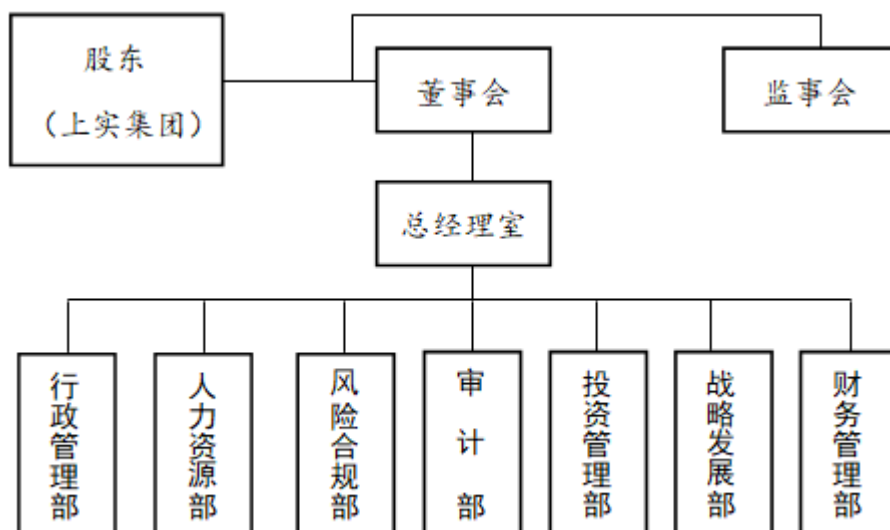 股东
（上实集团）
董事会
监事会
总经理室
行政管理部
人力资源部
风险合规部
审计部
投资管理部
战略发展部
财务管理部